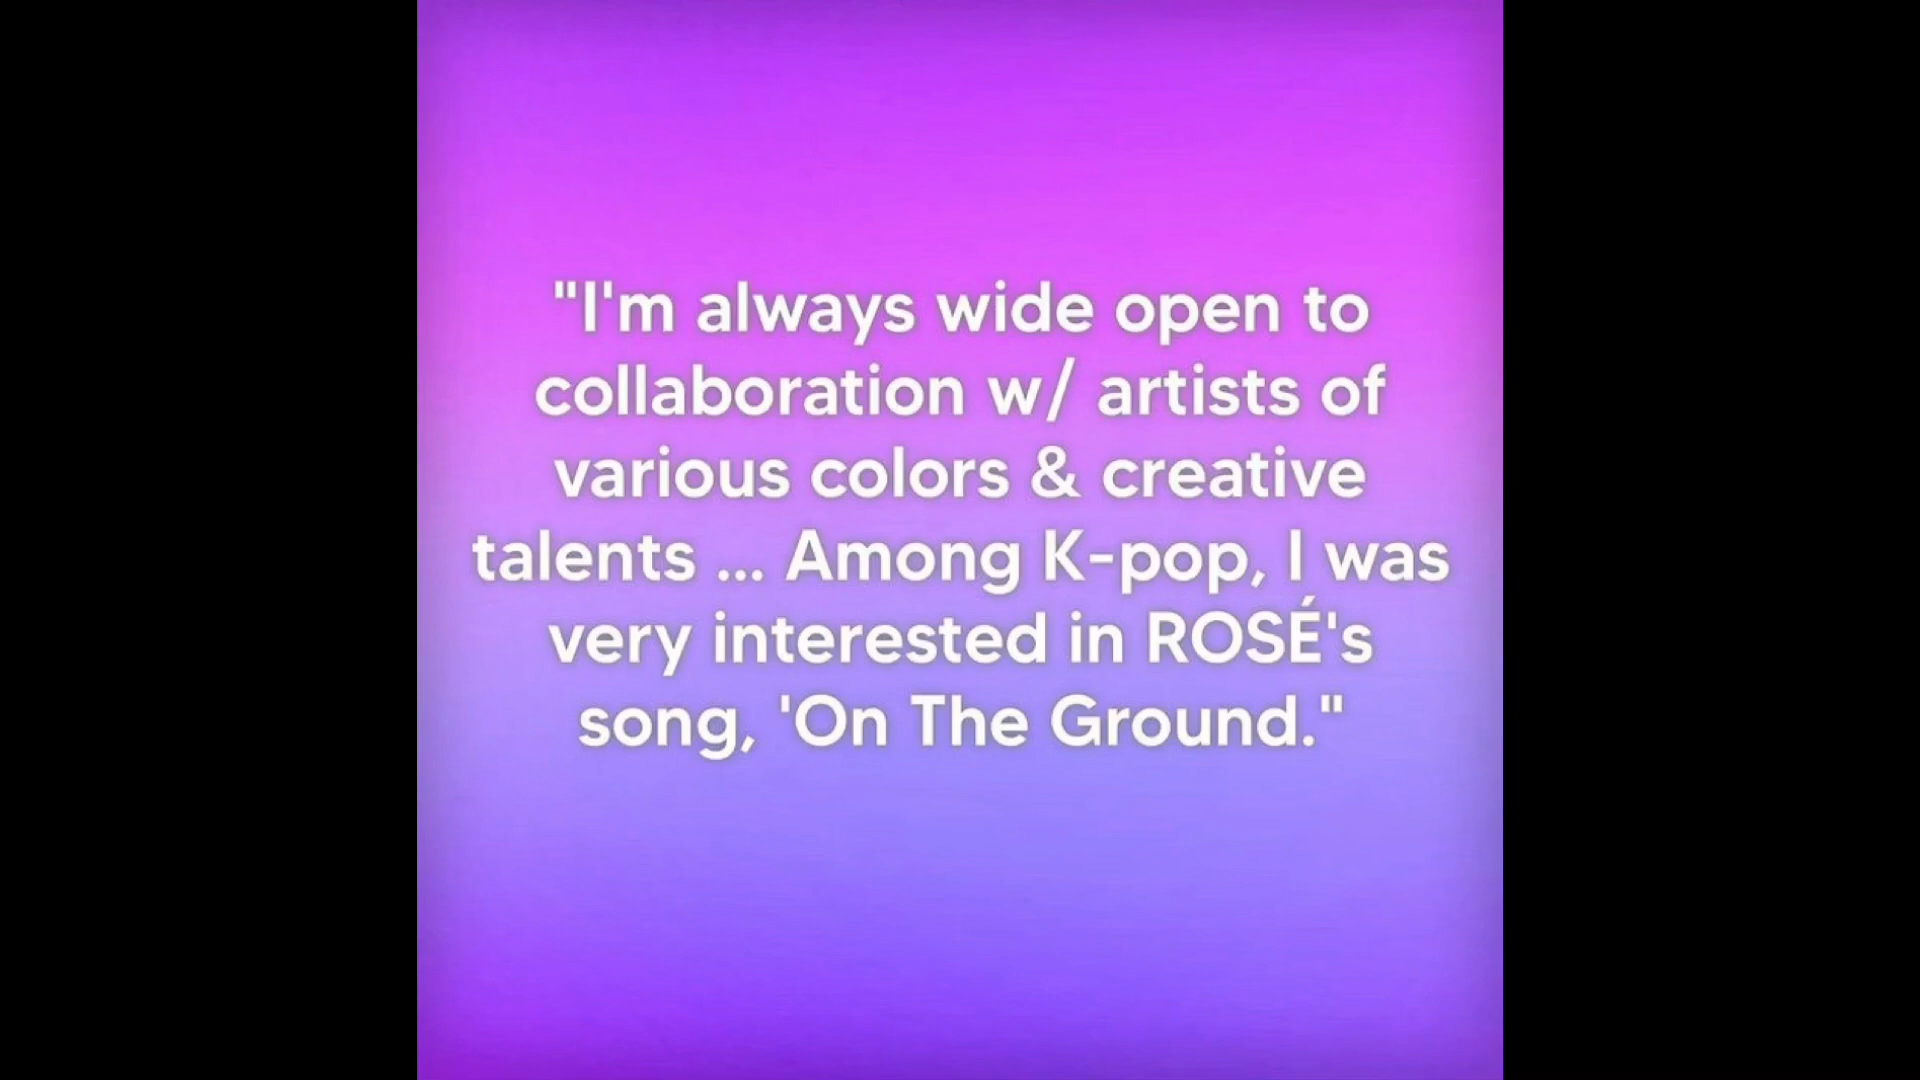 "I'm always wide open to
collaboration w/ artists of
various colors & creative
talents ... Among K-pop, I was
very interested in ROSÉ's
song, 'On The Ground."